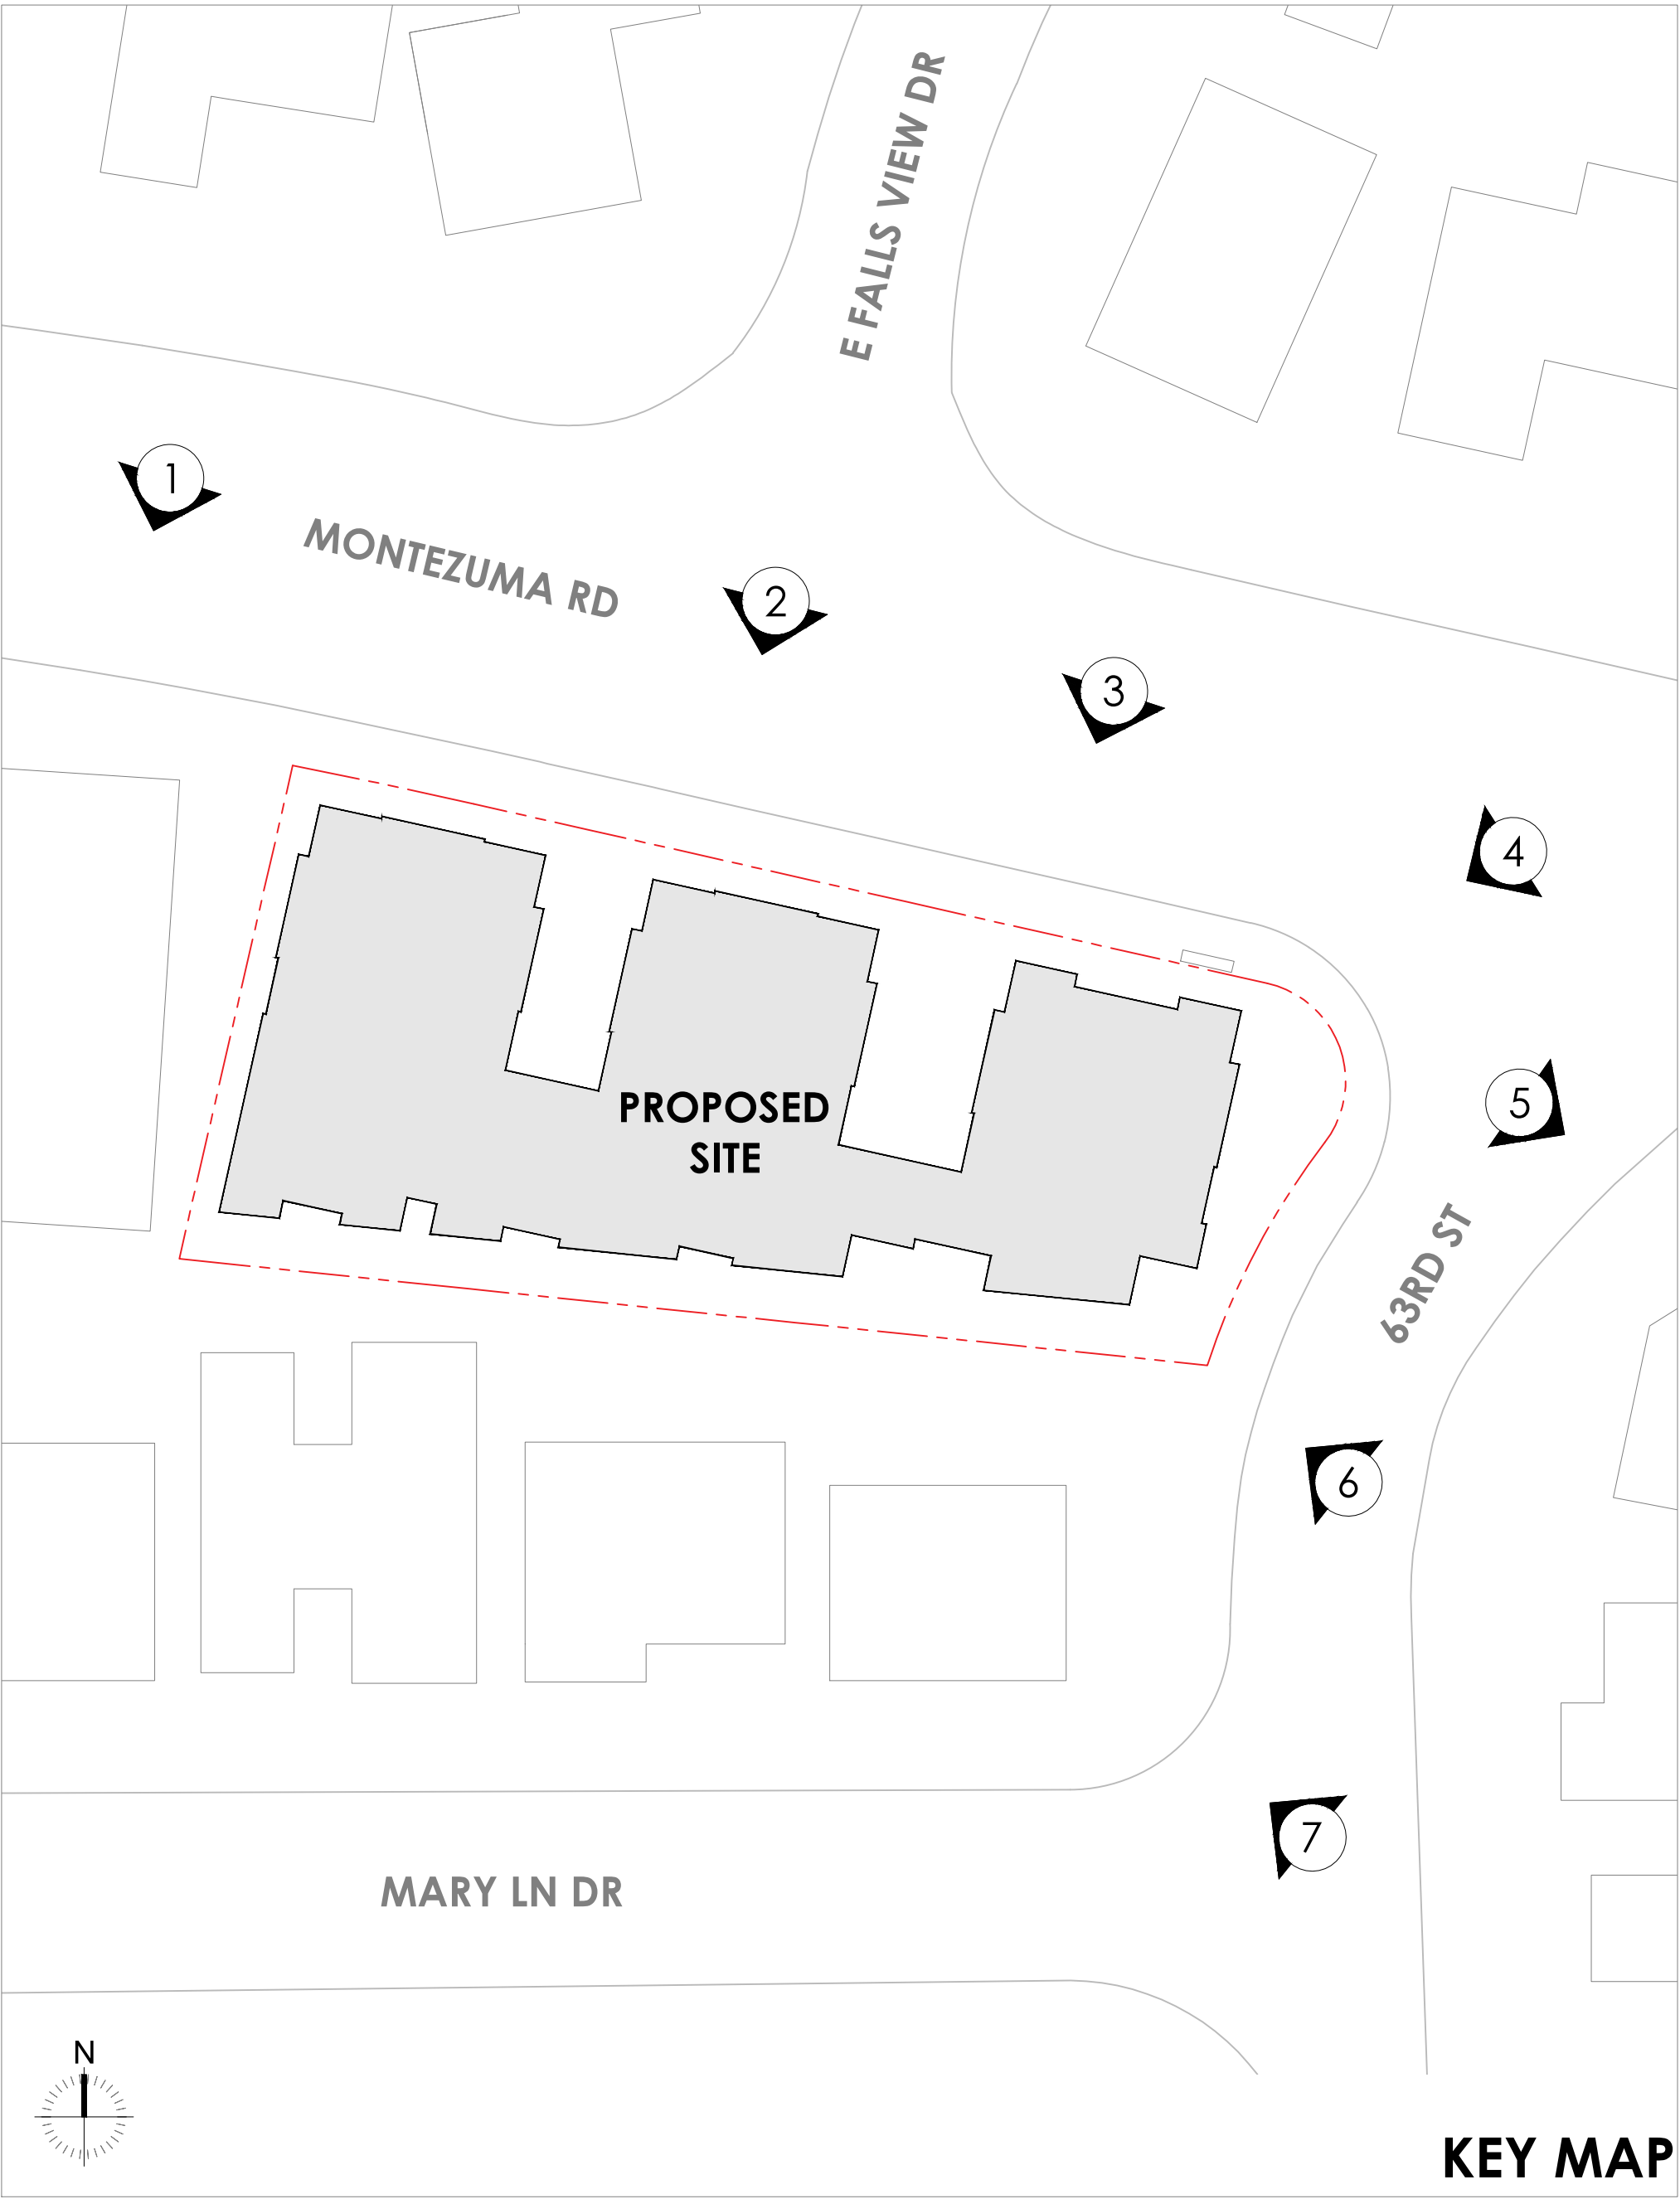 E FALLS VIEW DR
1
MONTEZUMA RD
2
3
4
5
PROPOSED
SITE
63RD ST
6
7
MARY LN DR
N
KEY MAP